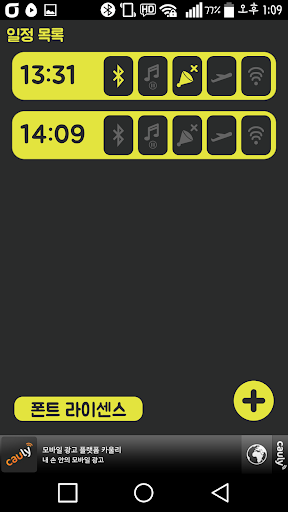 HD 77% 오후 1:09
일정 목록
13:31
14:09
폰트 라이센스
cauly 모바일 광고 플랫폼 카울리
내 손 안의 모바일 광고
cauly